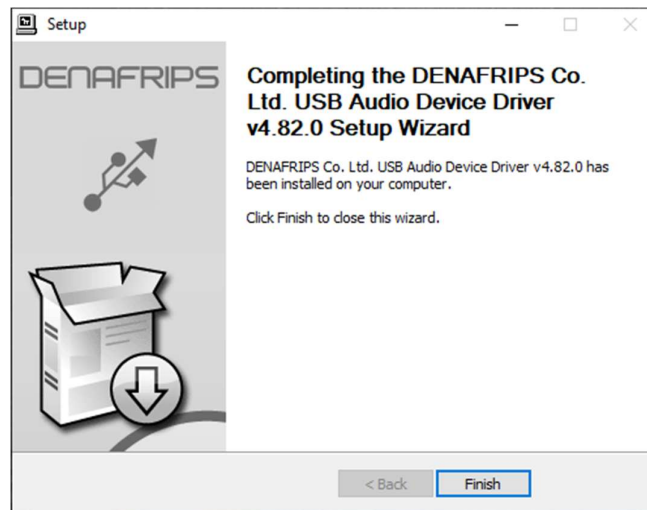 Setup
DENAFRIPS
Completing the DENAFRIPS Co.
Ltd. USB Audio Device Driver
v4.82.0 Setup Wizard
DENAFRIPS Co. Ltd. USB Audio Device Driver v4.82.0 has
been installed on your computer.
Click Finish to close this wizard.
< Back
Finish